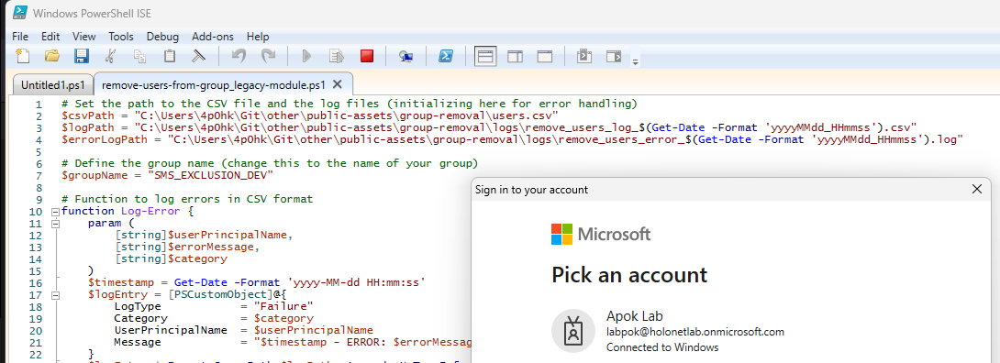 Windows PowerShell ISE
File Edit View Tools Debug Add-ons Help
Untitled1.ps1 remove-users-from-group_legacy-module.ps1 X
1 # Set the path to the CSV file and the log files (initializing here for error handling)
2 $csvPath = "C:\Users\4pOhk\Git\other\public-assets\group-removal\users.csv"
3 $logPath = "C:\Users\4pOhk\Git\other\public-assets\group-removal\logs\remove_users_log_$(Get-Date -Format 'yyyyMMdd_HHmmss').csv"
4 $errorLogPath = "C:\Users\4pOhk\Git\other\public-assets\group-removal\logs\remove_users_error_$(Get-Date -Format 'yyyyMMdd_HHmmss').log"
5
6 # Define the group name (change this to the name of your group)
7 $groupName = "SMS_EXCLUSION_DEV"
8
9 # Function to log errors in CSV format
10 function Log-Error {
11 param (
12 [string]$userPrincipalName,
13 [string]$errorMessage,
14 [string]$category
15 )
16 $timestamp = Get-Date -Format 'yyyy-MM-dd HH:mm:ss'
17 $logEntry = [PSCustomObject]@{
18 LogType = "Failure"
19 Category = $category
20 UserPrincipalName = $userPrincipalName
21 Message = "$timestamp - ERROR: $errorMessag
22 }
Sign in to your account
Microsoft
Pick an account
Apok Lab
labpok@holonetlab.onmicrosoft.com
Connected to Windows